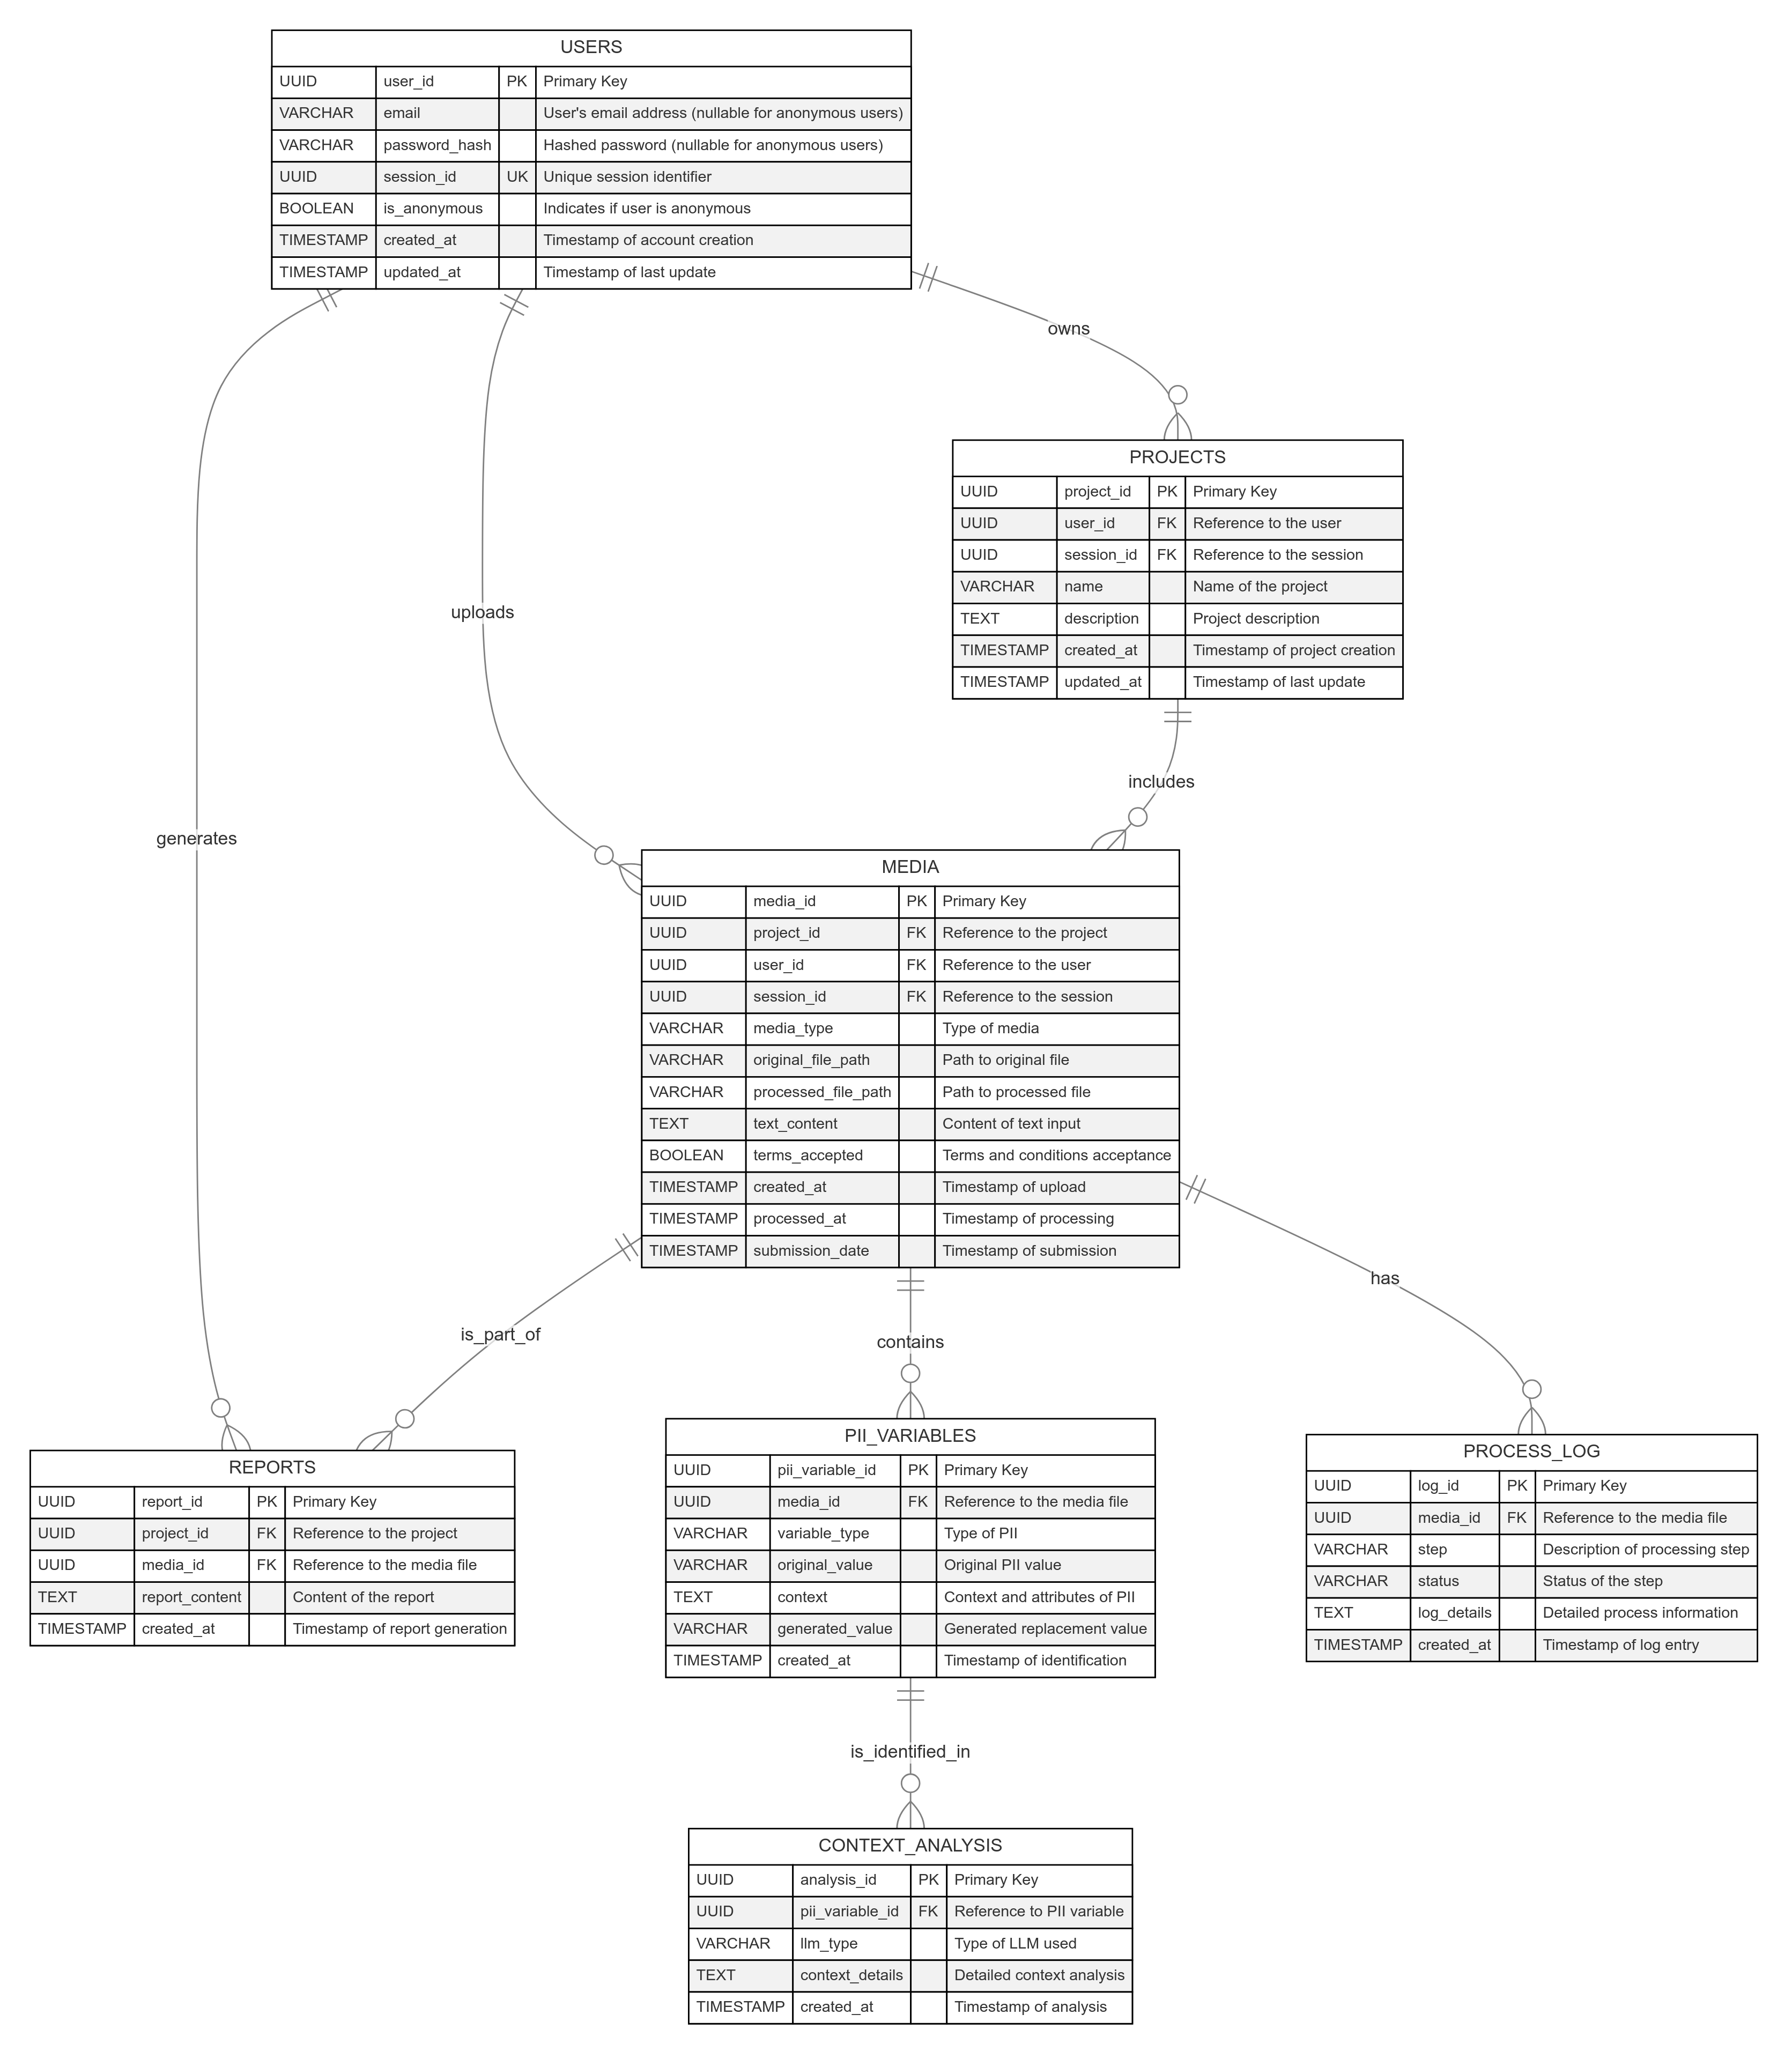 USERS
UUID user_id PK Primary Key
VARCHAR email User's email address (nullable for anonymous users)
VARCHAR password_hash Hashed password (nullable for anonymous users)
UUID session_id UK Unique session identifier
BOOLEAN is_anonymous Indicates if user is anonymous
TIMESTAMP created_at Timestamp of account creation
TIMESTAMP updated_at Timestamp of last update
owns
PROJECTS
UUID project_id PK Primary Key
UUID user_id FK Reference to the user
UUID session_id FK Reference to the session
VARCHAR name Name of the project
TEXT description Project description
TIMESTAMP created_at Timestamp of project creation
TIMESTAMP updated_at Timestamp of last update
uploads
includes
generates
MEDIA
UUID media_id PK Primary Key
UUID project_id FK Reference to the project
UUID user_id FK Reference to the user
UUID session_id FK Reference to the session
VARCHAR media_type Type of media
VARCHAR original_file_path Path to original file
VARCHAR processed_file_path Path to processed file
TEXT text_content Content of text input
BOOLEAN terms_accepted Terms and conditions acceptance
TIMESTAMP created_at Timestamp of upload
TIMESTAMP processed_at Timestamp of processing
TIMESTAMP submission_date Timestamp of submission
has
is_part_of
contains
REPORTS
UUID report_id PK Primary Key
UUID project_id FK Reference to the project
UUID media_id FK Reference to the media file
TEXT report_content Content of the report
TIMESTAMP created_at Timestamp of report generation
PII_VARIABLES
UUID pii_variable_id PK Primary Key
UUID media_id FK Reference to the media file
VARCHAR variable_type Type of PII
VARCHAR original_value Original PII value
TEXT context Context and attributes of PII
VARCHAR generated_value Generated replacement value
TIMESTAMP created_at Timestamp of identification
PROCESS_LOG
UUID log_id PK Primary Key
UUID media_id FK Reference to the media file
VARCHAR step Description of processing step
VARCHAR status Status of the step
TEXT log_details Detailed process information
TIMESTAMP created_at Timestamp of log entry
is_identified_in
CONTEXT_ANALYSIS
UUID analysis_id PK Primary Key
UUID pii_variable_id FK Reference to PII variable
VARCHAR llm_type Type of LLM used
TEXT context_details Detailed context analysis
TIMESTAMP created_at Timestamp of analysis